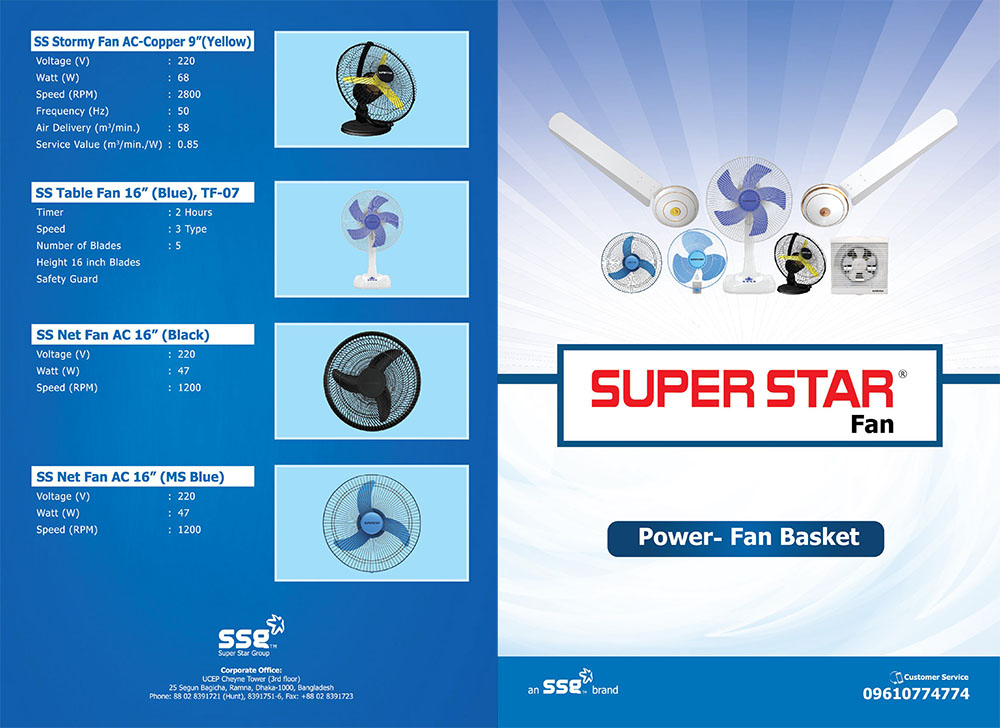 SS Stormy Fan AC-Copper 9”(Yellow)
Voltage (V) : 220
Watt (W) : 68
Speed (RPM) : 2800
Frequency (Hz) : 50
Air Delivery (m³/min.) : 58
Service Value (m³/min./W) : 0.85
SS Table Fan 16” (Blue), TF-07
Timer : 2 Hours
Speed : 3 Type
Number of Blades : 5
Height 16 inch Blades
Safety Guard
SS Net Fan AC 16” (Black)
Voltage (V) : 220
Watt (W) : 47
Speed (RPM) : 1200
SS Net Fan AC 16” (MS Blue)
Voltage (V) : 220
Watt (W) : 47
Speed (RPM) : 1200
SSG™
Super Star Group
Corporate Office:
UCEP Cheyne Tower (3rd floor)
25 Segun Bagicha, Ramna, Dhaka-1000, Bangladesh
Phone: 88 02 8391721 (Hunt), 8391751-6, Fax: +88 02 8391723
SUPER STAR®
Fan
Power- Fan Basket
an SSG™ brand
Customer Service
09610774774